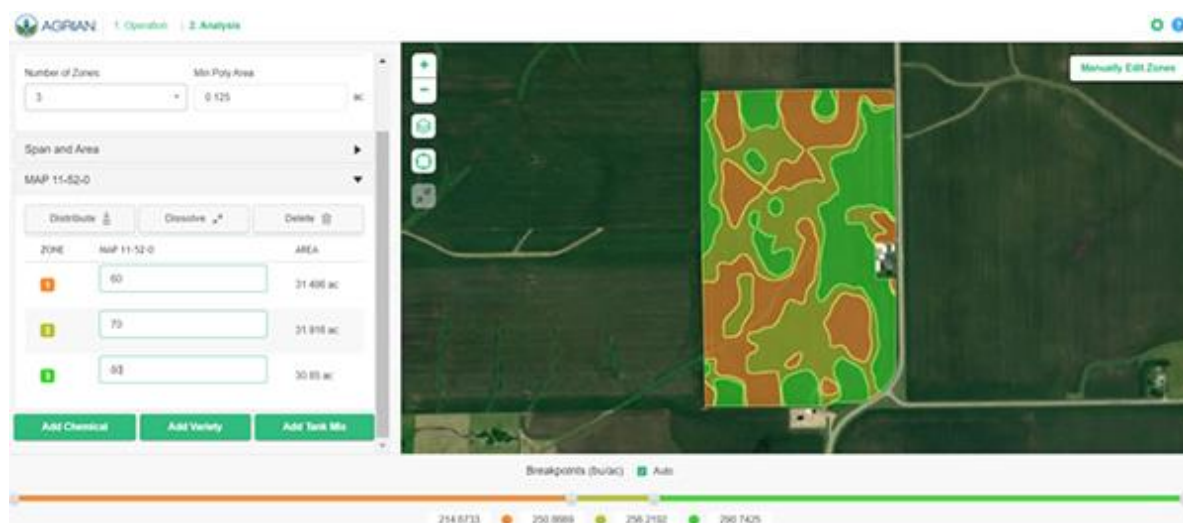 AGRIAN 1. Operation 2. Analysis
Number of Zones Min Poly Area
3 0.125 ac
Manually Edit Zones
Span and Area
MAP 11-52-0
Distribute Dissolve Delete
ZONE MAP 11-52-0 AREA
1 60 31.486 ac
2 70 31.918 ac
3 80 30.85 ac
Add Chemical Add Variety Add Tank Mix
Breakpoints (bu/ac) Auto
214.6733 250.8669 256.2192 290.7425